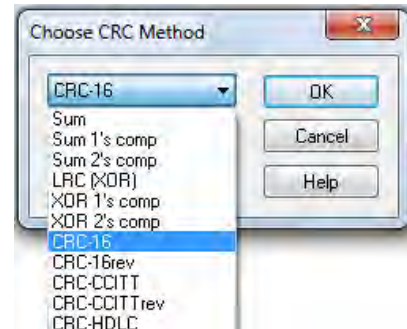 Choose CRC Method
CRC-16
OK
Sum
Sum 1's comp
Cancel
Sum 2's comp
LRC (XOR)
Help
XOR 1's comp
XOR 2's comp
CRC-16
CRC-16rev
CRC-CCITT
CRC-CCITTrev
CRC-HDLC